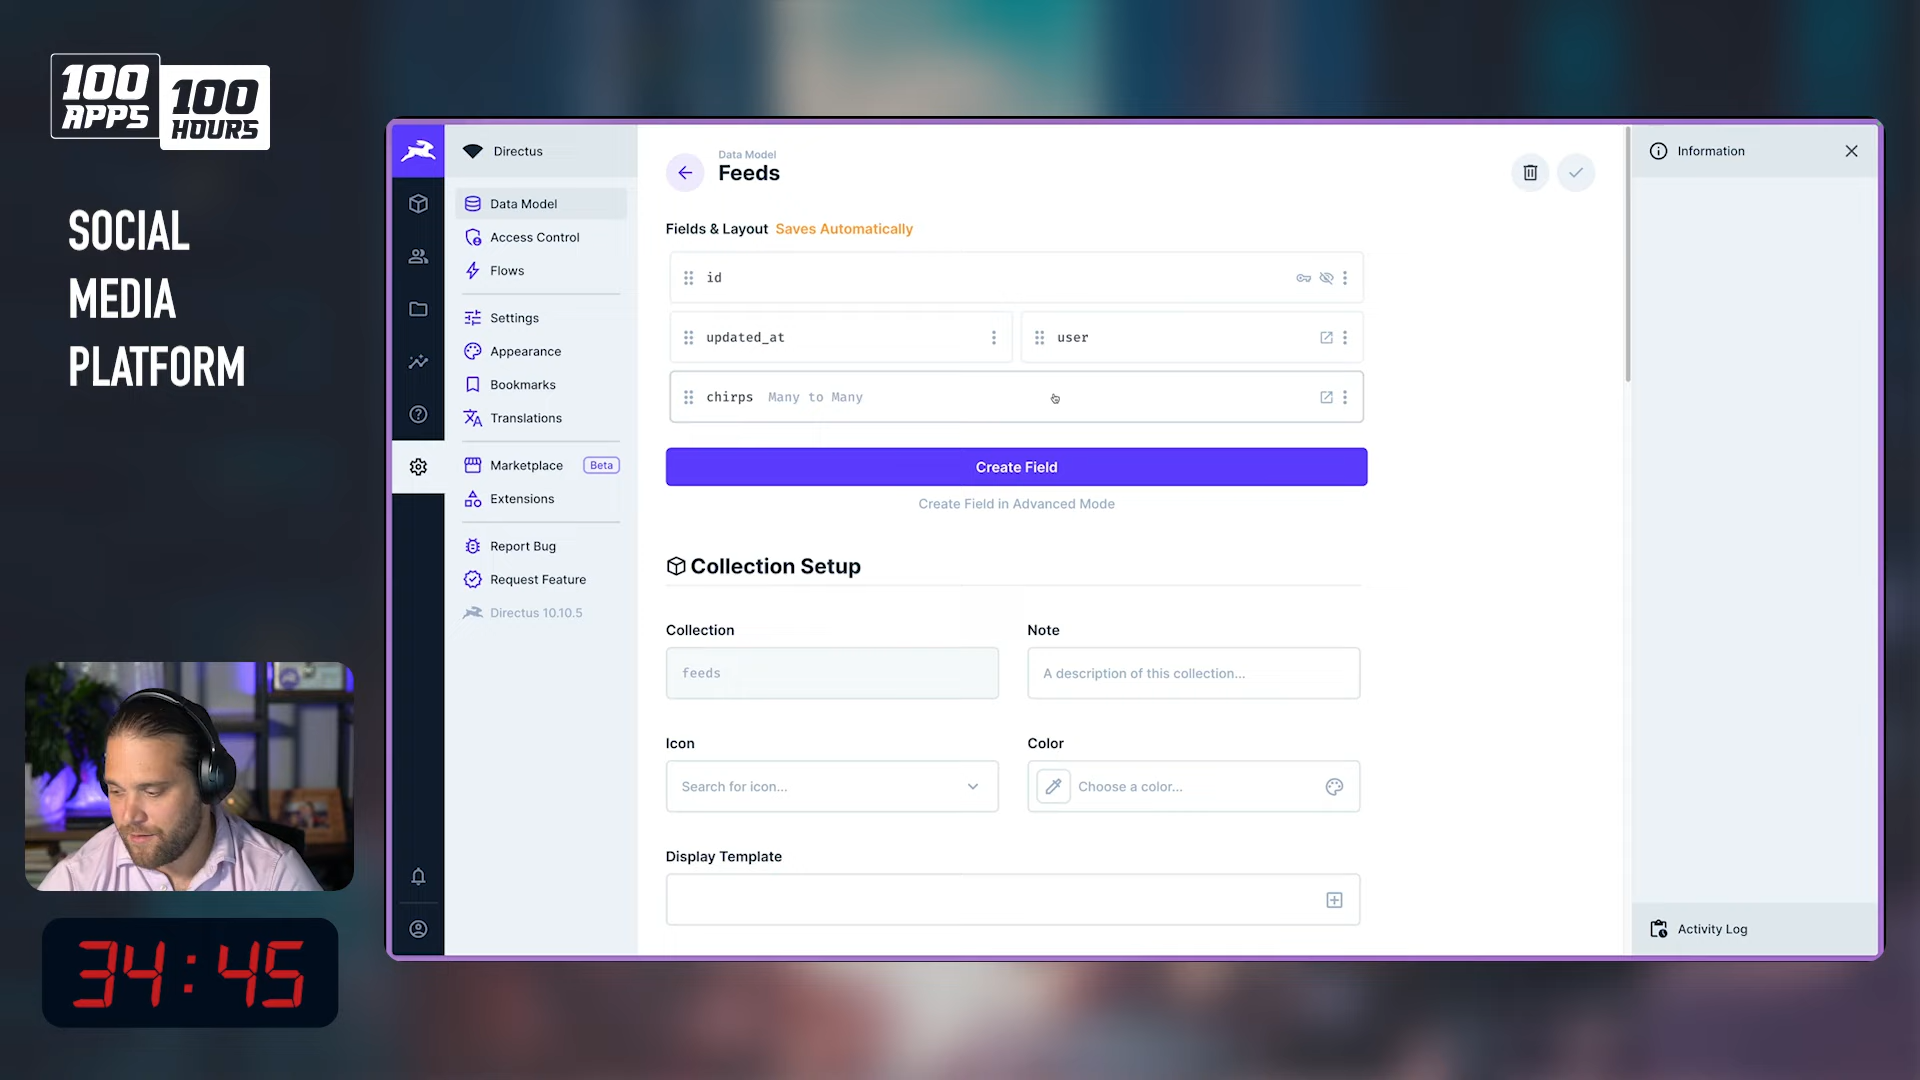 100
APPS
100
HOURS
SOCIAL
MEDIA
PLATFORM
34:45
Directus
Data Model
Access Control
Flows
Settings
Appearance
Bookmarks
Translations
Marketplace Beta
Extensions
Report Bug
Request Feature
Directus 10.10.5
Data Model
Feeds
Fields & Layout Saves Automatically
id
updated_at
user
chirps Many to Many
Create Field
Create Field in Advanced Mode
Collection Setup
Collection
Note
feeds
A description of this collection...
Icon
Color
Search for icon...
Choose a color...
Display Template
Information
Activity Log